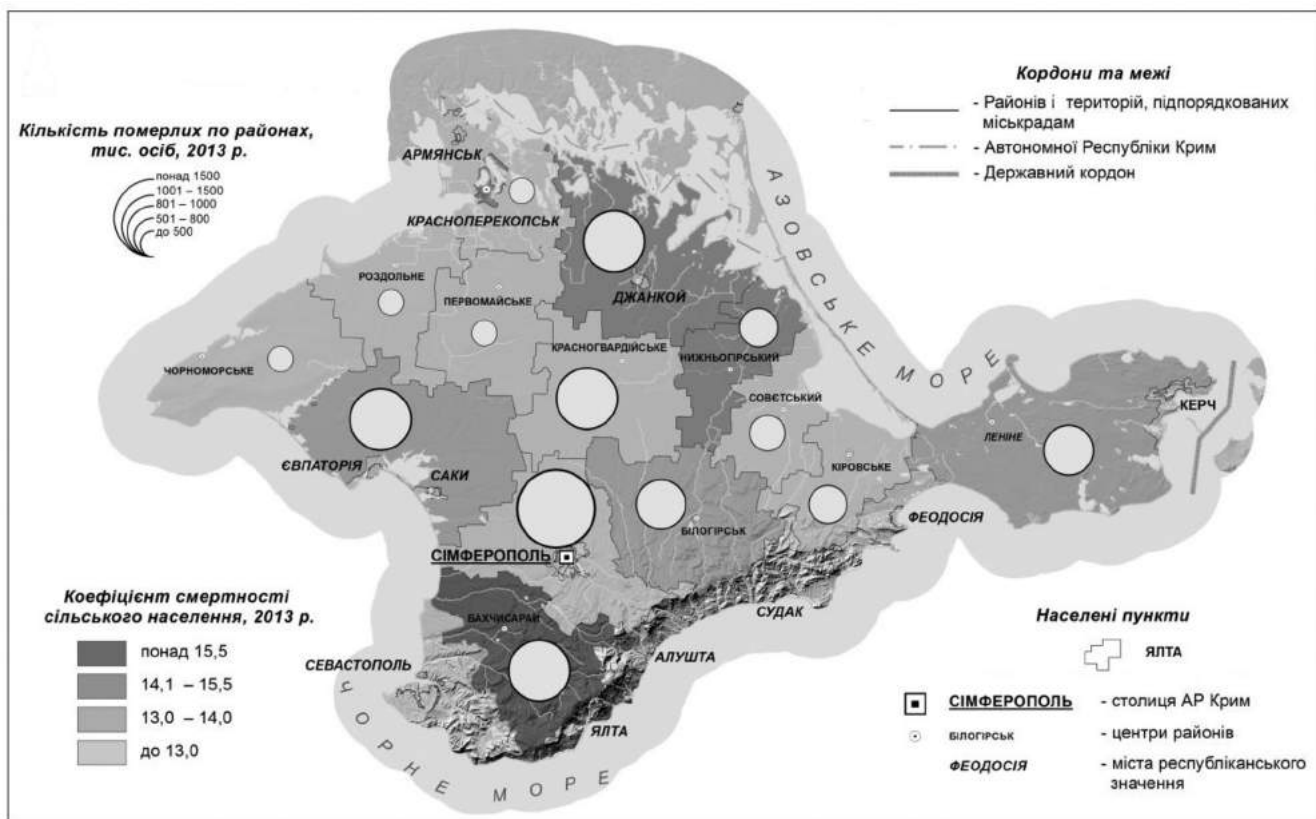 Кількість померлих по районах,
тис. осіб, 2013 р.
понад 1500
1001 – 1500
801 – 1000
501 – 800
до 500
Кордони та межі
- Районів і територій, підпорядкованих
міськрадам
- Автономної Республіки Крим
- Державний кордон
АРМЯНСЬК
КРАСНОПЕРЕКОПСЬК
АЗОВСЬКЕ МОРЕ
РОЗДОЛЬНЕ
ПЕРВОМАЙСЬКЕ
ДЖАНКОЙ
ЧОРНОМОРСЬКЕ
КРАСНОГВАРДІЙСЬКЕ
НИЖНЬОГІРСЬКИЙ
СОВЄТСЬКИЙ
КЕРЧ
ЛЕНІНЕ
ЄВПАТОРІЯ
САКИ
КІРОВСЬКЕ
ФЕОДОСІЯ
БІЛОГІРСЬК
СІМФЕРОПОЛЬ
СУДАК
БАХЧИСАРАЙ
АЛУШТА
СЕВАСТОПОЛЬ
ЯЛТА
ЧОРНЕ МОРЕ
Коефіцієнт смертності
сільського населення, 2013 р.
понад 15,5
14,1 – 15,5
13,0 – 14,0
до 13,0
Населені пункти
ЯЛТА
СІМФЕРОПОЛЬ - столиця АР Крим
БІЛОГІРСЬК - центри районів
ФЕОДОСІЯ - міста республіканського
значення